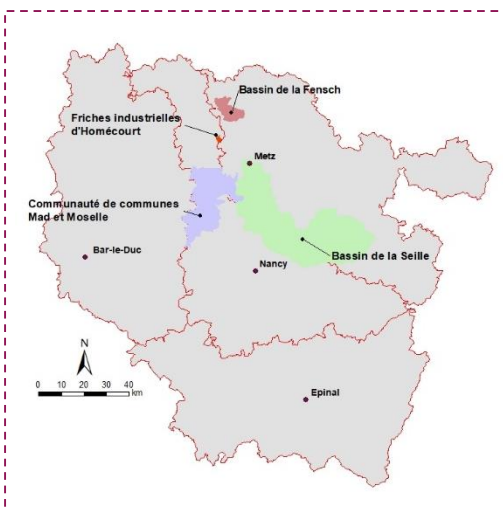 Bassin de la Fensch
Friches industrielles
d'Homécourt
Metz
Communauté de communes
Mad et Moselle
Bar-le-Duc
Bassin de la Seille
Nancy
N
0 10 20 30 40
km
Epinal